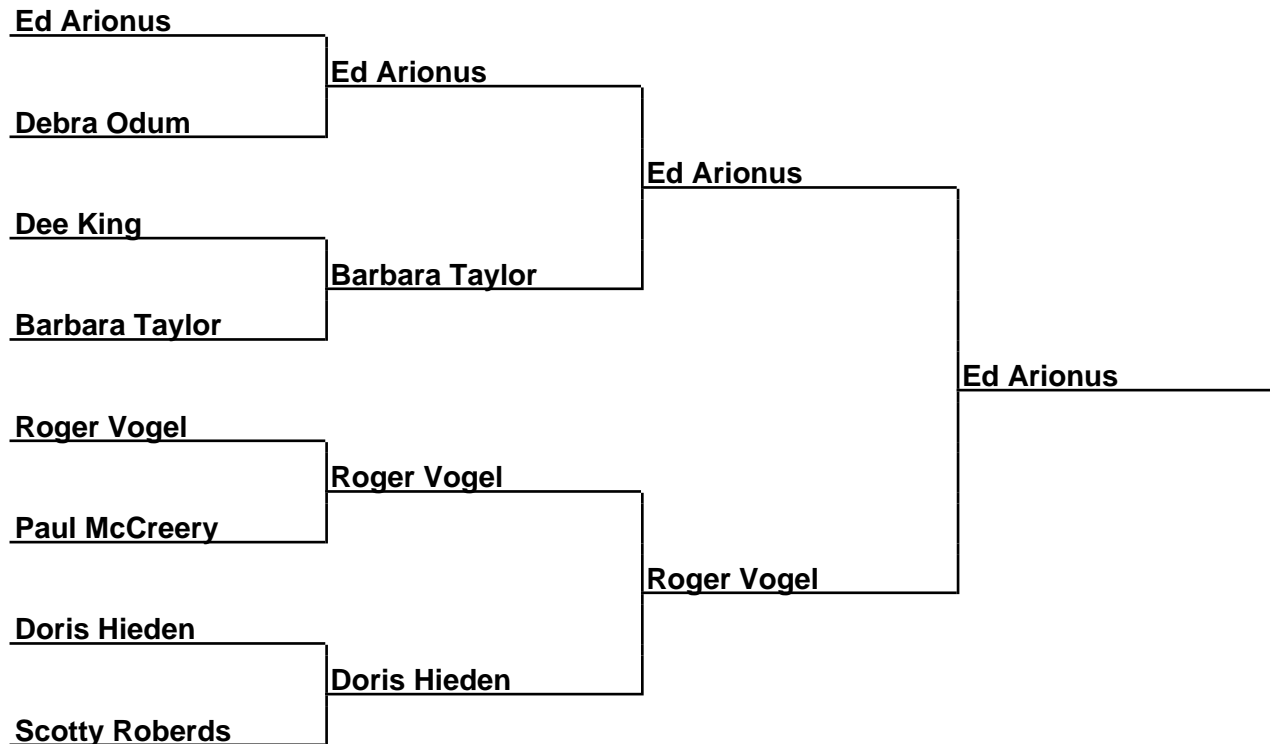 Ed Arionus
Ed Arionus
Debra Odum
Ed Arionus
Dee King
Barbara Taylor
Barbara Taylor
Ed Arionus
Roger Vogel
Roger Vogel
Paul McCreery
Roger Vogel
Doris Hieden
Doris Hieden
Scotty Roberds